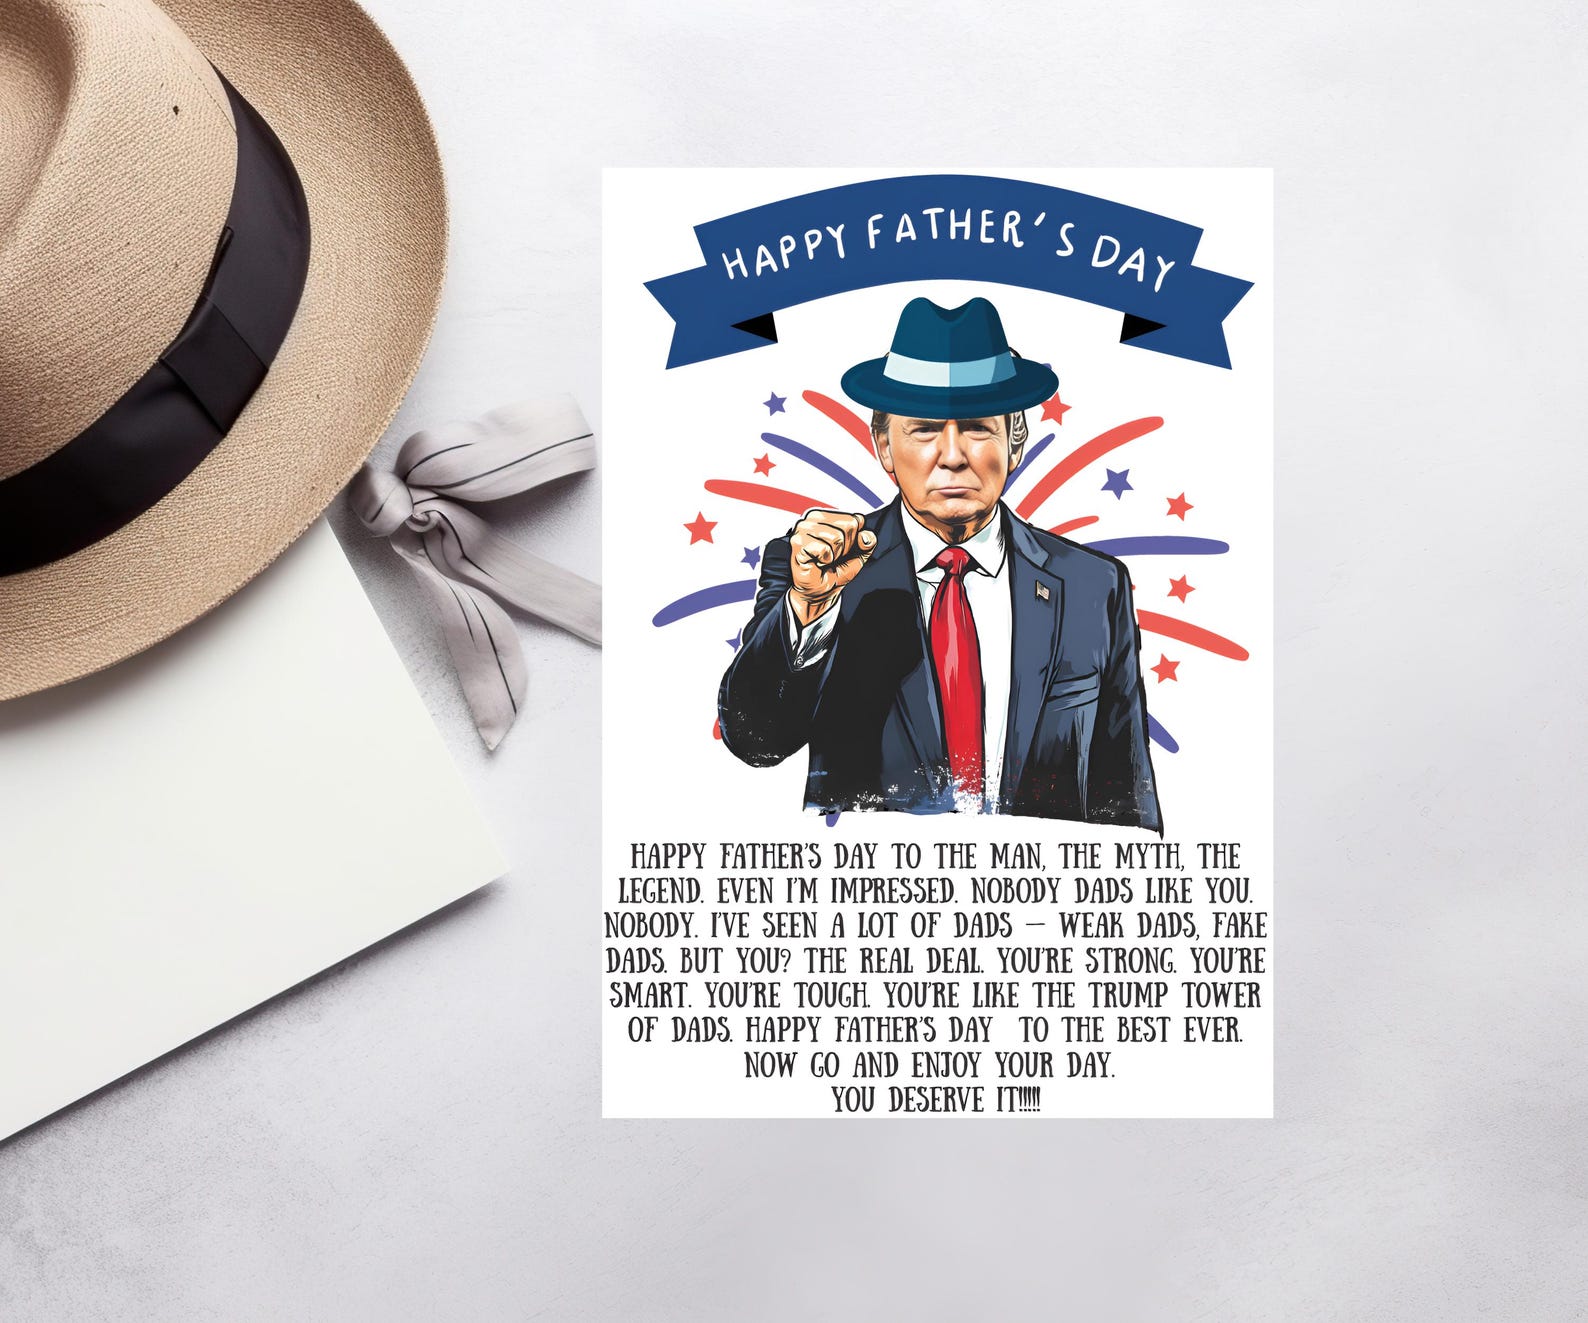 HAPPY FATHER'S DAY
HAPPY FATHER'S DAY TO THE MAN, THE MYTH, THE
LEGEND. EVEN I'M IMPRESSED. NOBODY DADS LIKE YOU.
NOBODY. I'VE SEEN A LOT OF DADS — WEAK DADS, FAKE
DADS. BUT YOU? THE REAL DEAL. YOU'RE STRONG. YOU'RE
SMART. YOU'RE TOUGH. YOU'RE LIKE THE TRUMP TOWER
OF DADS. HAPPY FATHER'S DAY TO THE BEST EVER.
NOW GO AND ENJOY YOUR DAY.
YOU DESERVE IT!!!!!